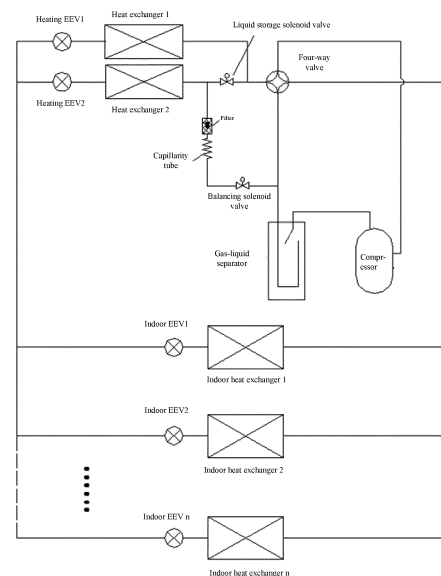 Heating EEV1
Heat exchanger 1
Liquid storage solenoid valve
Four-way
valve
Heating EEV2
Heat exchanger 2
Filter
Capillarity
tube
Balancing solenoid
valve
Gas-liquid
separator
Compr-
essor
Indoor EEV1
Indoor heat exchanger 1
Indoor EEV2
Indoor heat exchanger 2
Indoor EEV n
Indoor heat exchanger n